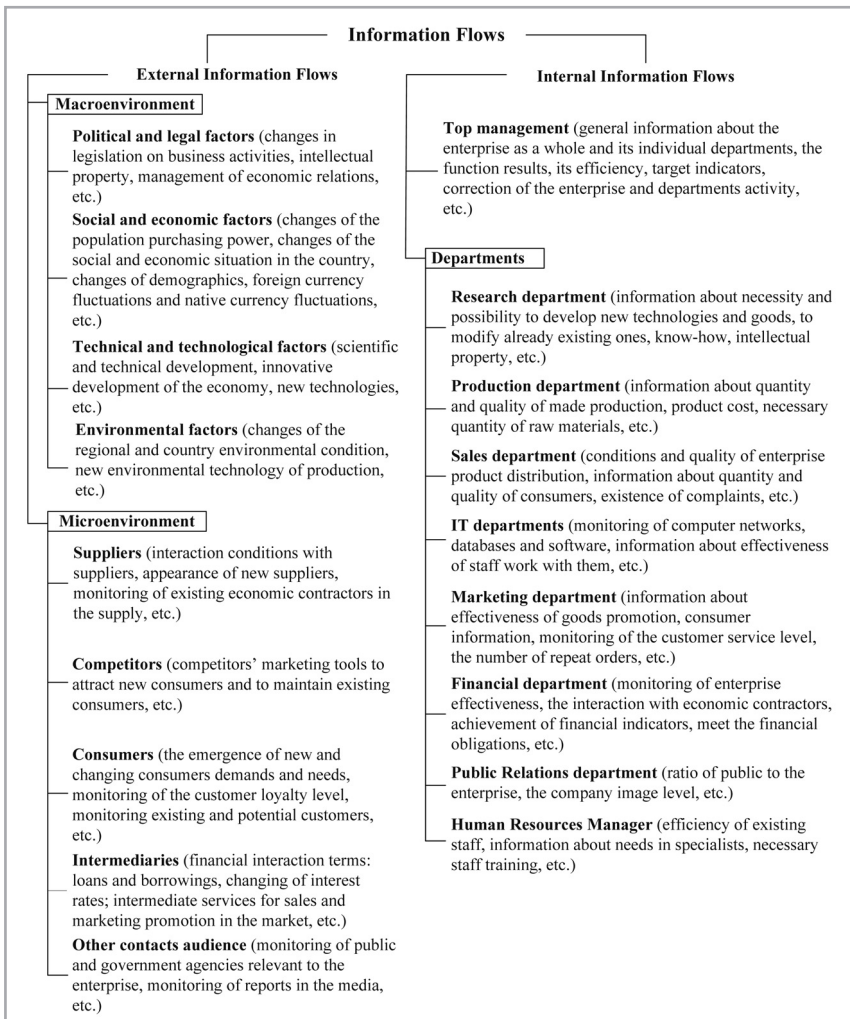 Information Flows
External Information Flows
Macroenvironment
Political and legal factors (changes in
legislation on business activities, intellectual
property, management of economic relations,
etc.)
Social and economic factors (changes of the
population purchasing power, changes of the
social and economic situation in the country,
changes of demographics, foreign currency
fluctuations and native currency fluctuations,
etc.)
Technical and technological factors (scientific
and technical development, innovative
development of the economy, new technologies,
etc.)
Environmental factors (changes of the
regional and country environmental condition,
new environmental technology of production,
etc.)
Microenvironment
Suppliers (interaction conditions with
suppliers, appearance of new suppliers,
monitoring of existing economic contractors in
the supply, etc.)
Competitors (competitors’ marketing tools to
attract new consumers and to maintain existing
consumers, etc.)
Consumers (the emergence of new and
changing consumers demands and needs,
monitoring of the customer loyalty level,
monitoring existing and potential customers,
etc.)
Intermediaries (financial interaction terms:
loans and borrowings, changing of interest
rates; intermediate services for sales and
marketing promotion in the market, etc.)
Other contacts audience (monitoring of public
and government agencies relevant to the
enterprise, monitoring of reports in the media,
etc.)
Internal Information Flows
Top management (general information about the
enterprise as a whole and its individual departments, the
function results, its efficiency, target indicators,
correction of the enterprise and departments activity,
etc.)
Departments
Research department (information about necessity and
possibility to develop new technologies and goods, to
modify already existing ones, know-how, intellectual
property, etc.)
Production department (information about quantity
and quality of made production, product cost, necessary
quantity of raw materials, etc.)
Sales department (conditions and quality of enterprise
product distribution, information about quantity and
quality of consumers, existence of complaints, etc.)
IT departments (monitoring of computer networks,
databases and software, information about effectiveness
of staff work with them, etc.)
Marketing department (information about
effectiveness of goods promotion, consumer
information, monitoring of the customer service level,
the number of repeat orders, etc.)
Financial department (monitoring of enterprise
effectiveness, the interaction with economic contractors,
achievement of financial indicators, meet the financial
obligations, etc.)
Public Relations department (ratio of public to the
enterprise, the company image level, etc.)
Human Resources Manager (efficiency of existing
staff, information about needs in specialists, necessary
staff training, etc.)